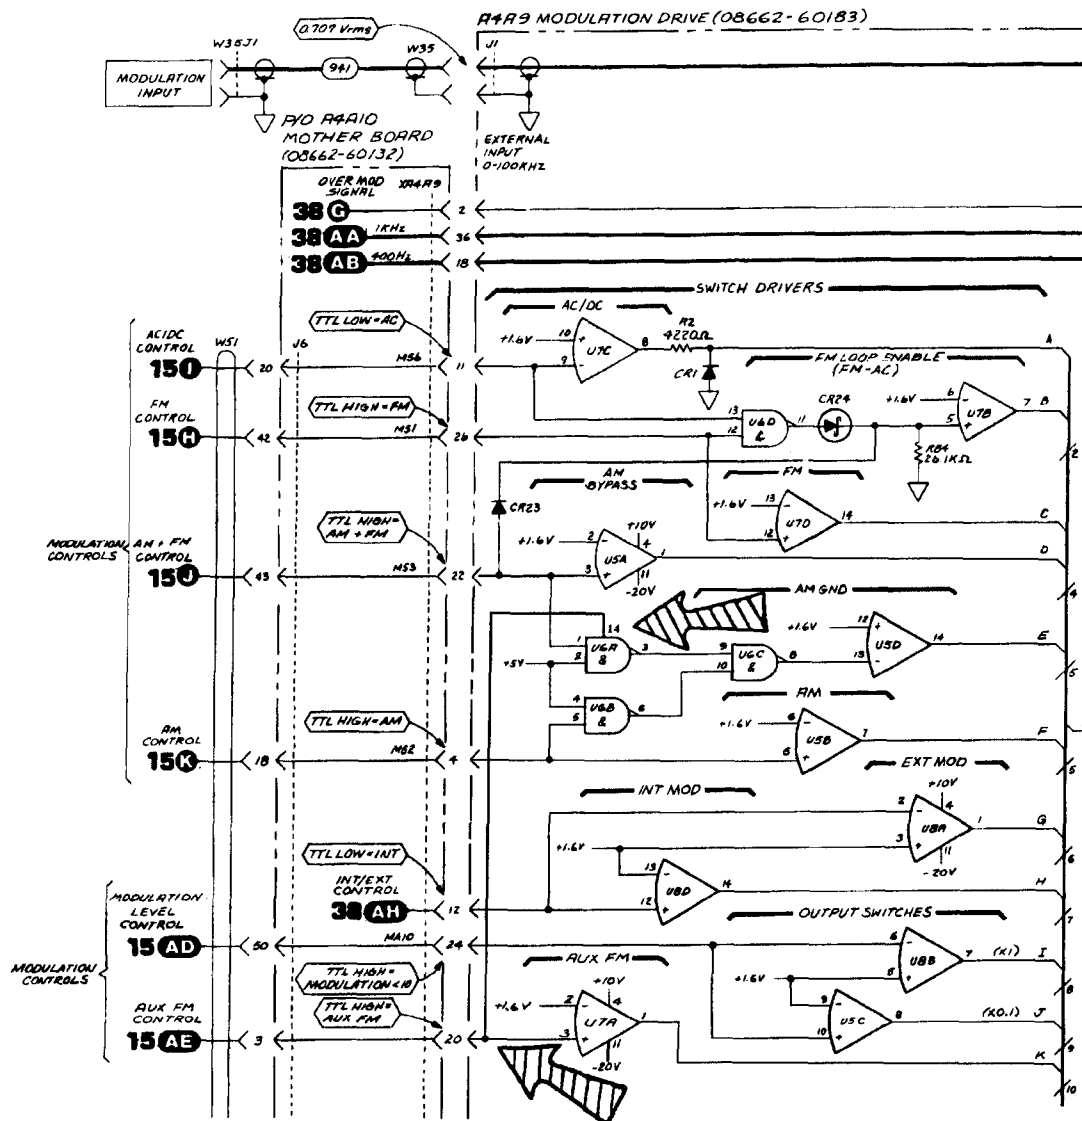 A4A9 MODULATION DRIVE (08662-60183)
0.707 Vrms
W35J1
W35
J1
941
MODULATION
INPUT
P/O A4A10
MOTHER BOARD
(08662-60132)
EXTERNAL
INPUT
0-100KHZ
OVER MOD
SIGNAL
XA4A9
38 G
2
38 AA
1KHz
36
38 AB
400Hz
18
SWITCH DRIVERS
AC/DC
TTL LOW=AC
+1.6V
10
+
U7C
8
R2
4220Ω
A
9
-
CR1
AC/DC
CONTROL
W51
J6
15 I
20
MS6
11
FM LOOP ENABLE
(FM-AC)
FM
CONTROL
TTL HIGH=FM
15 H
42
MS1
26
13
12
U6D
&
11
CR24
+1.6V
6
-
U7B
7
B
5
+
R84
26.1KΩ
2
AM
BYPASS
FM
CR23
+1.6V
13
-
U7D
14
C
12
+
MODULATION
CONTROLS
AM + FM
CONTROL
TTL HIGH=
AM + FM
15 J
43
MS3
22
+1.6V
2
-
U5A
+10V
4
1
D
3
+
11
-20V
4
AM GND
14
1
2
U6A
&
3
+5V
9
10
U6C
&
8
+1.6V
12
+
U5D
14
E
13
-
5
4
5
U6B
&
6
AM
AM
CONTROL
TTL HIGH=AM
15 K
18
MS2
4
+1.6V
6
-
U5B
7
F
5
+
5
INT MOD
EXT MOD
+10V
2
-
4
U8A
1
G
3
+
11
-20V
6
TTL LOW=INT
+1.6V
13
-
U8D
14
H
12
+
7
INT/EXT
CONTROL
38 AH
12
MODULATION
LEVEL
CONTROL
15 AD
50
MA10
24
OUTPUT SWITCHES
6
-
U8B
7
(X1)
I
+1.6V
5
+
8
MODULATION
CONTROLS
TTL HIGH=
MODULATION<10
9
-
U5C
8
(X0.1)
J
10
+
9
AUX FM
AUX FM
CONTROL
TTL HIGH=
AUX FM
15 AE
3
20
+1.6V
2
-
U7A
+10V
4
1
K
3
+
11
-20V
10